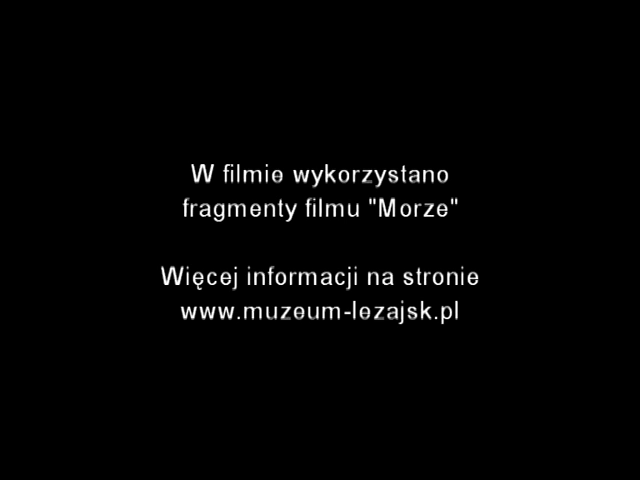 W filmie wykorzystano
fragmenty filmu "Morze"
Więcej informacji na stronie
www.muzeum-lezajsk.pl